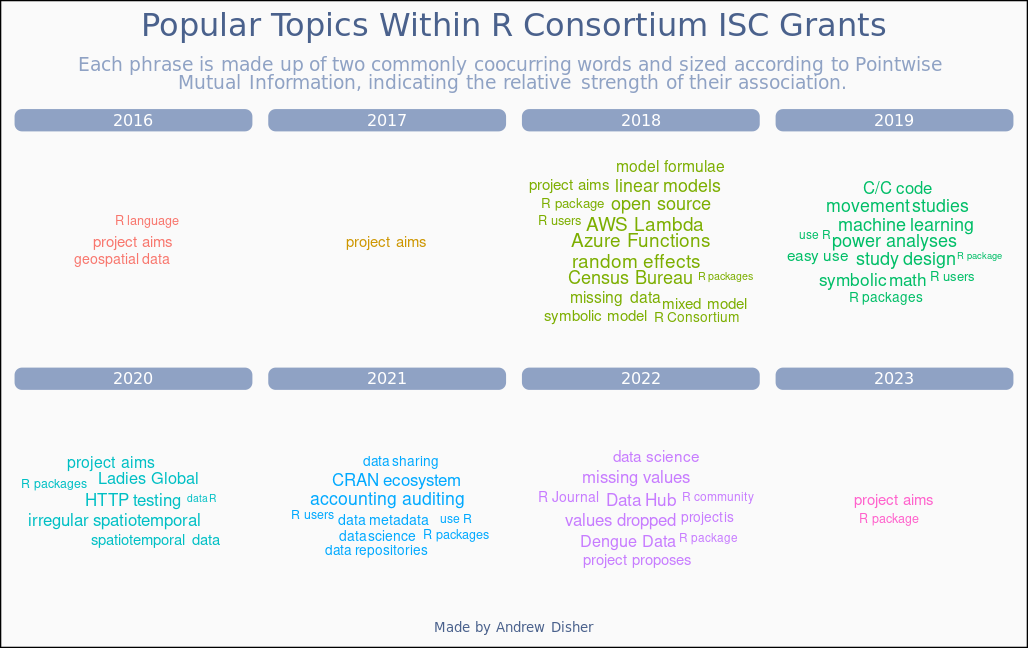 Popular Topics Within R Consortium ISC Grants
Each phrase is made up of two commonly coocurring words and sized according to Pointwise
Mutual Information, indicating the relative strength of their association.
2016
R language
project aims
geospatial data
2017
project aims
2018
model formulae
project aims linear models
R package open source
R users AWS Lambda
Azure Functions
random effects
Census Bureau R packages
missing data mixed model
symbolic model R Consortium
2019
C/C code
movement studies
machine learning
use R power analyses
easy use study design R package
symbolic math R users
R packages
2020
project aims
R packages Ladies Global
HTTP testing data R
irregular spatiotemporal
spatiotemporal data
2021
data sharing
CRAN ecosystem
accounting auditing
R users data metadata use R
data science R packages
data repositories
2022
data science
missing values
R Journal Data Hub R community
values dropped project is
Dengue Data R package
project proposes
2023
project aims
R package
Made by Andrew Disher